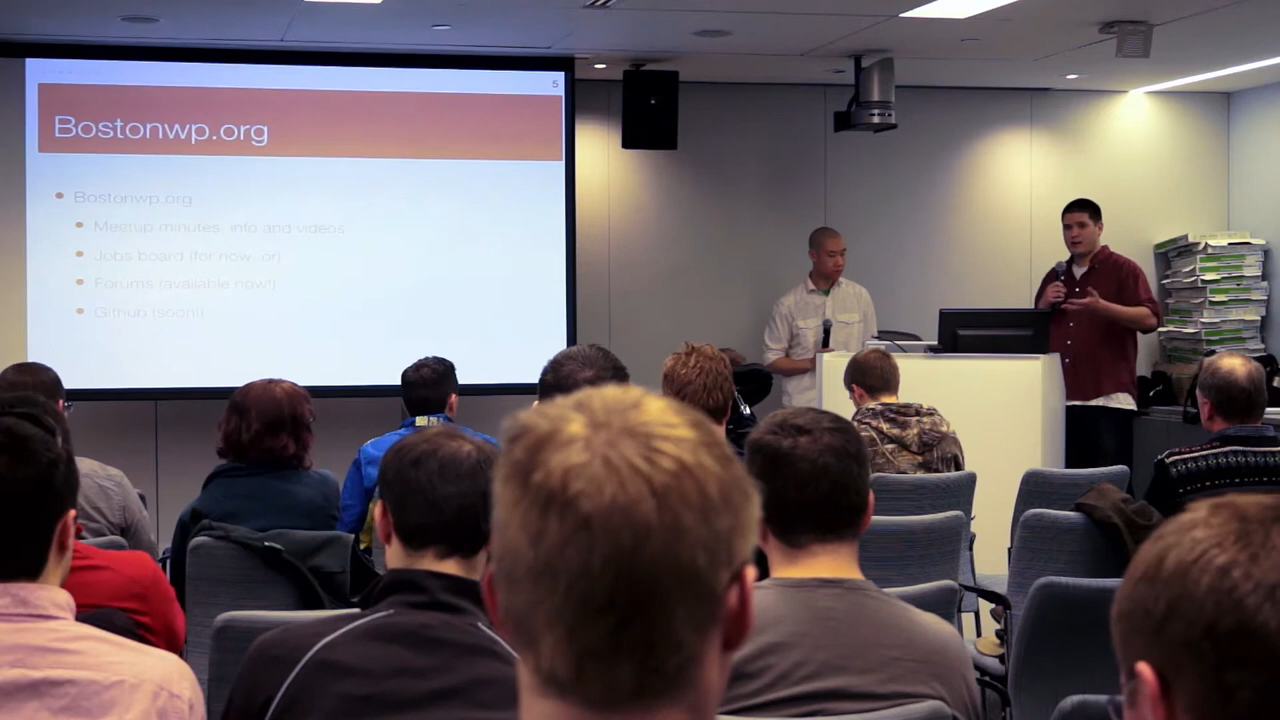 5
Bostonwp.org
Bostonwp.org
Meetup minutes, info and videos
Jobs board (for now, or)
Forums (available now!)
Github (soon!)